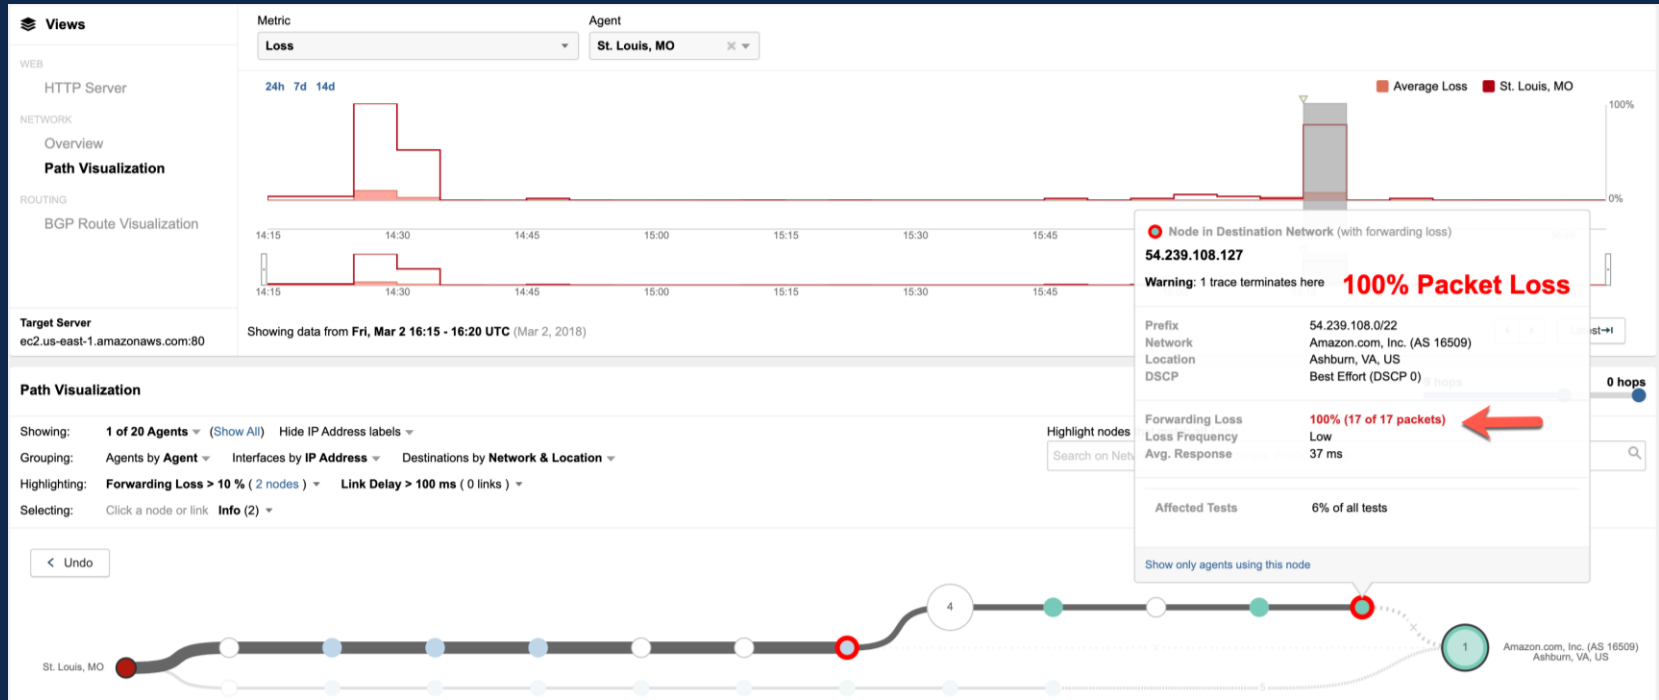 Views
WEB
HTTP Server
NETWORK
Overview
Path Visualization
ROUTING
BGP Route Visualization
Target Server
ec2.us-east-1.amazonaws.com:80
Metric
Loss
Agent
St. Louis, MO
24h 7d 14d
Average Loss St. Louis, MO
100%
0%
14:15 14:30 14:45 15:00 15:15 15:30 15:45
14:15 14:30 14:45 15:00 15:15 15:30 15:45
Showing data from Fri, Mar 2 16:15 - 16:20 UTC (Mar 2, 2018)
Node in Destination Network (with forwarding loss)
54.239.108.127
Warning: 1 trace terminates here
100% Packet Loss
Prefix 54.239.108.0/22
Network Amazon.com, Inc. (AS 16509)
Location Ashburn, VA, US
DSCP Best Effort (DSCP 0)
Forwarding Loss 100% (17 of 17 packets)
Loss Frequency Low
Avg. Response 37 ms
Affected Tests 6% of all tests
Show only agents using this node
Path Visualization
hops 0 hops
Showing: 1 of 20 Agents (Show All) Hide IP Address labels
Highlight nodes
Grouping: Agents by Agent Interfaces by IP Address Destinations by Network & Location
Search on
Highlighting: Forwarding Loss > 10 % ( 2 nodes ) Link Delay > 100 ms ( 0 links )
Selecting: Click a node or link Info (2)
Undo
4
St. Louis, MO
1
Amazon.com, Inc. (AS 16509)
Ashburn, VA, US
5